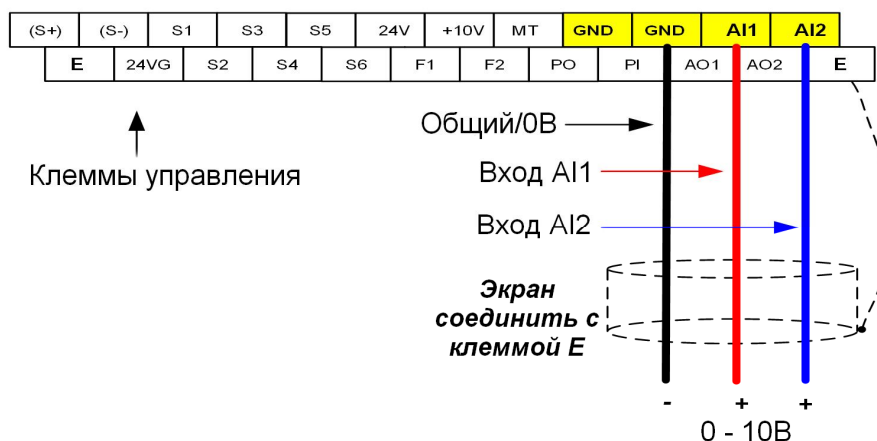 (S+) (S-) S1 S3 S5 24V +10V MT GND GND AI1 AI2
E 24VG S2 S4 S6 F1 F2 PO PI AO1 AO2 E
Общий/0В
Клеммы управления
Вход AI1
Вход AI2
Экран
соединить с
клеммой Е
- + +
0 - 10В